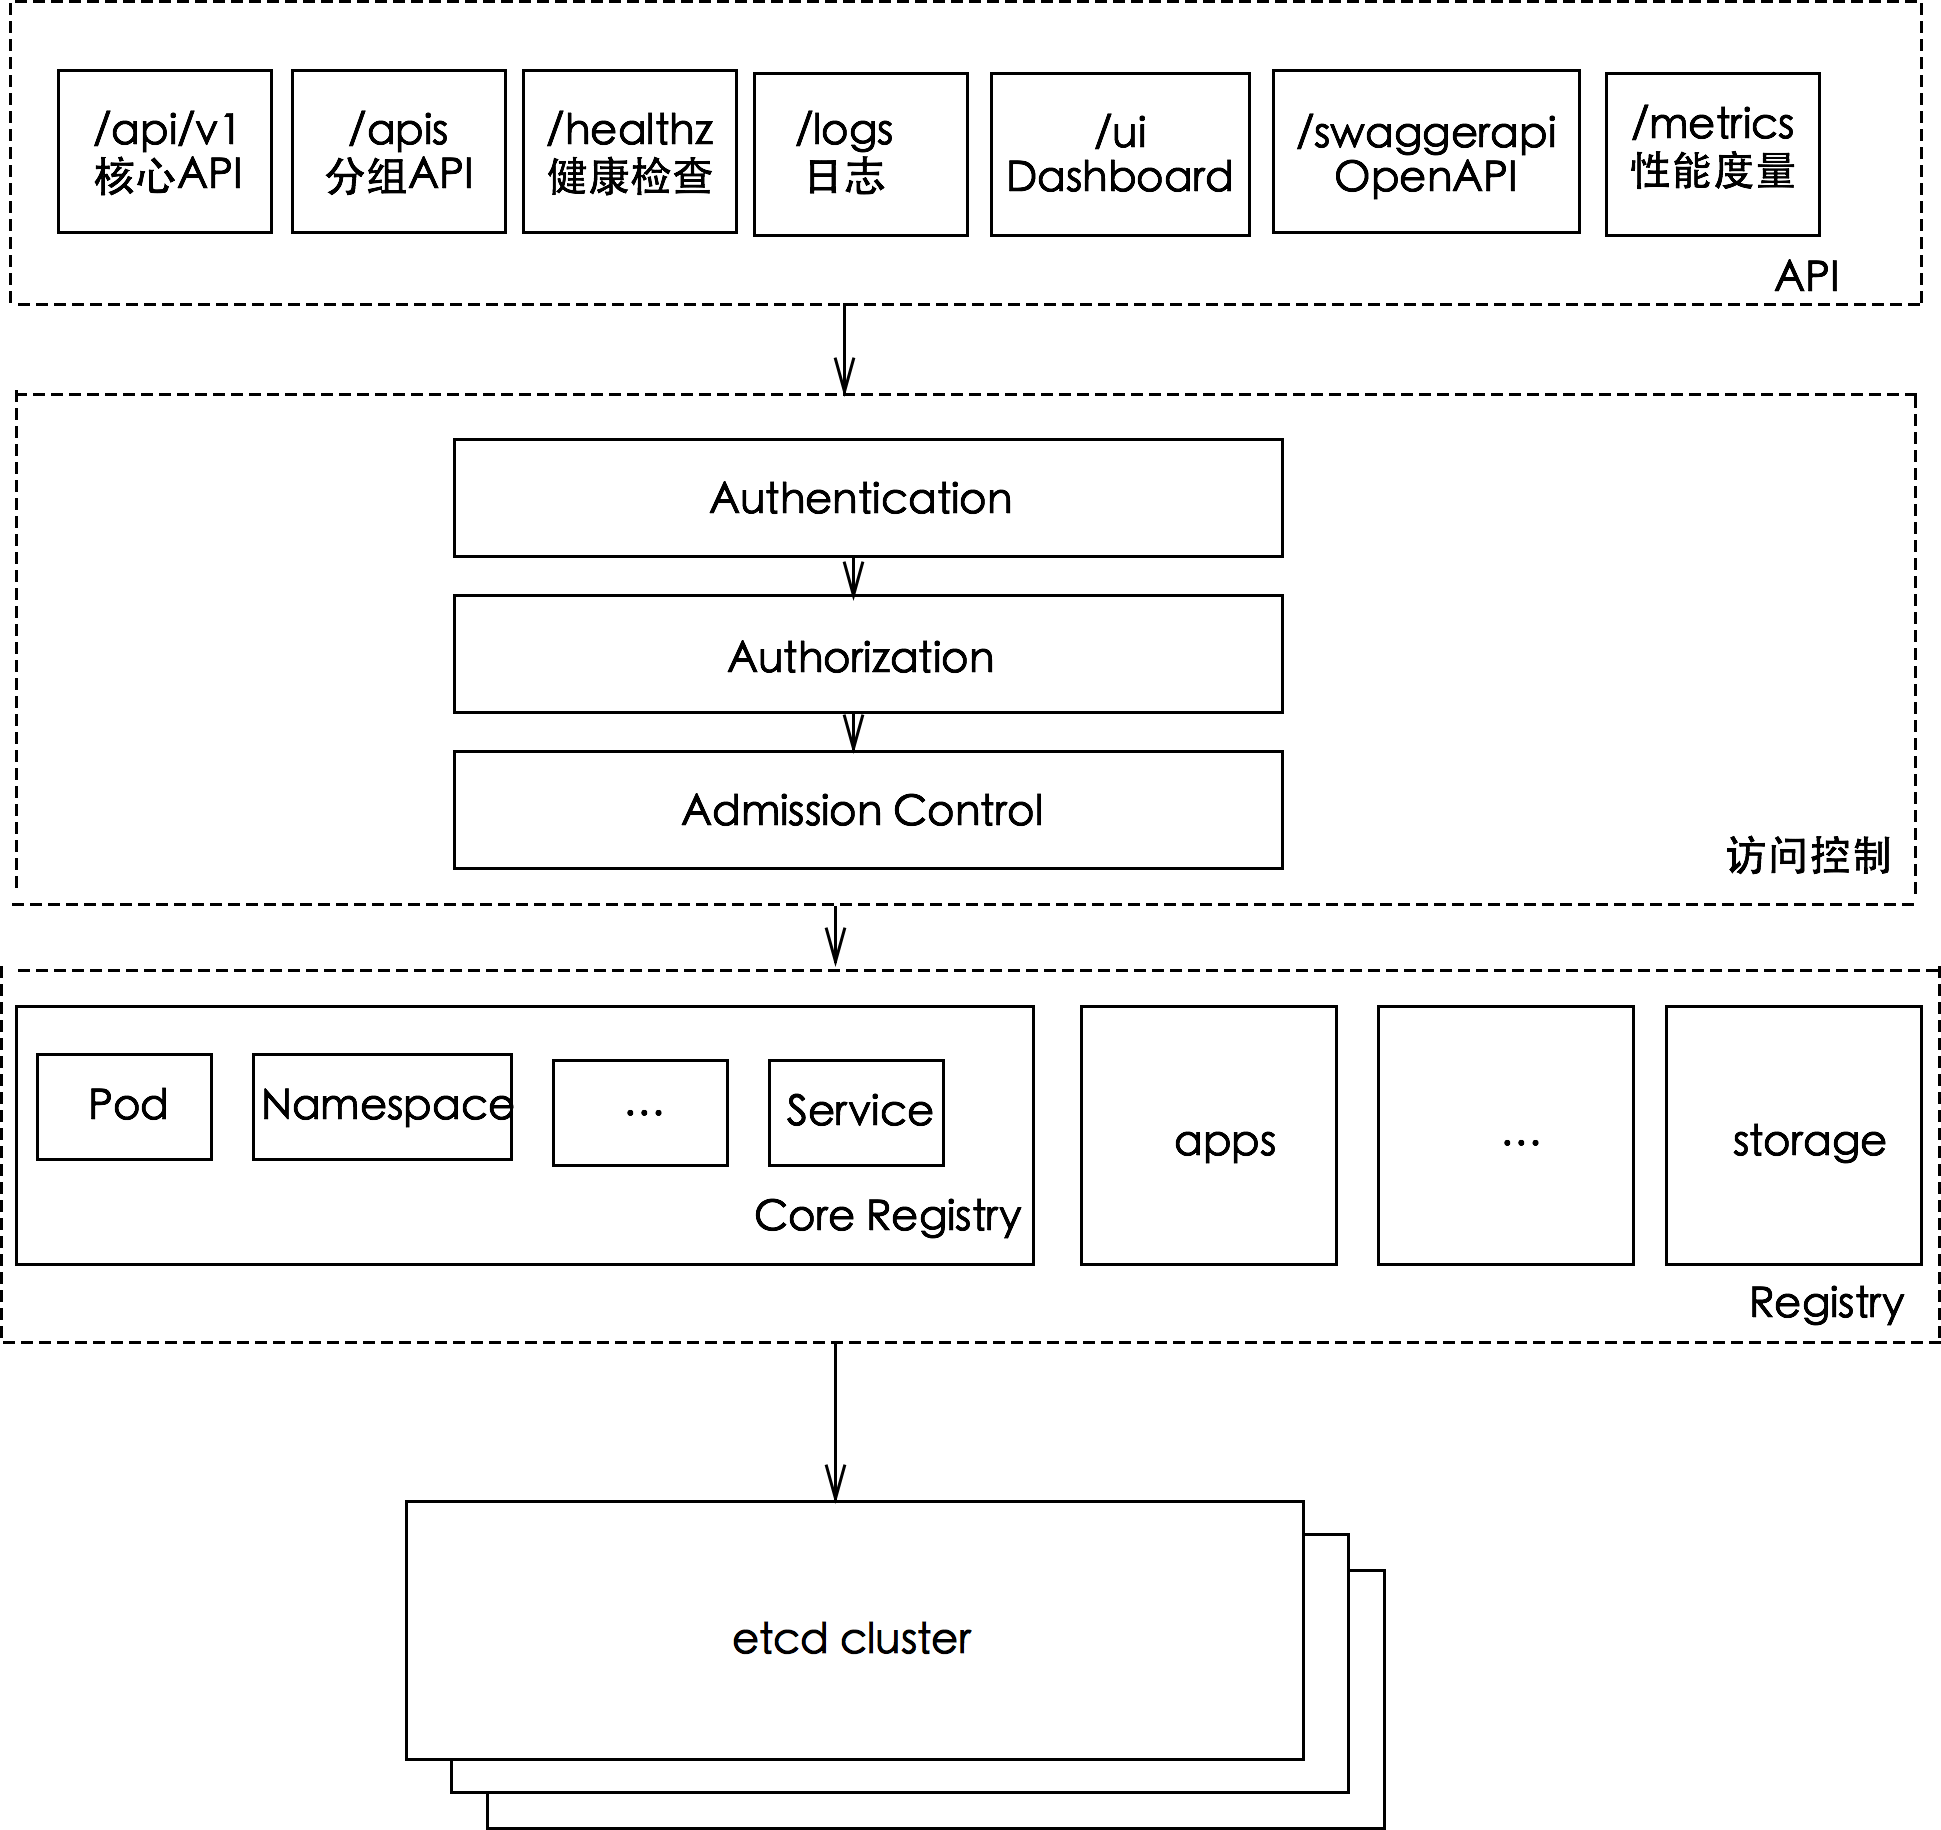 /api/v1
核心API
/apis
分组API
/healthz
健康检查
/logs
日志
/ui
Dashboard
/swaggerapi
OpenAPI
/metrics
性能度量
API
Authentication
Authorization
Admission Control
访问控制
Pod
Namespace
...
Service
Core Registry
apps
...
storage
Registry
etcd cluster